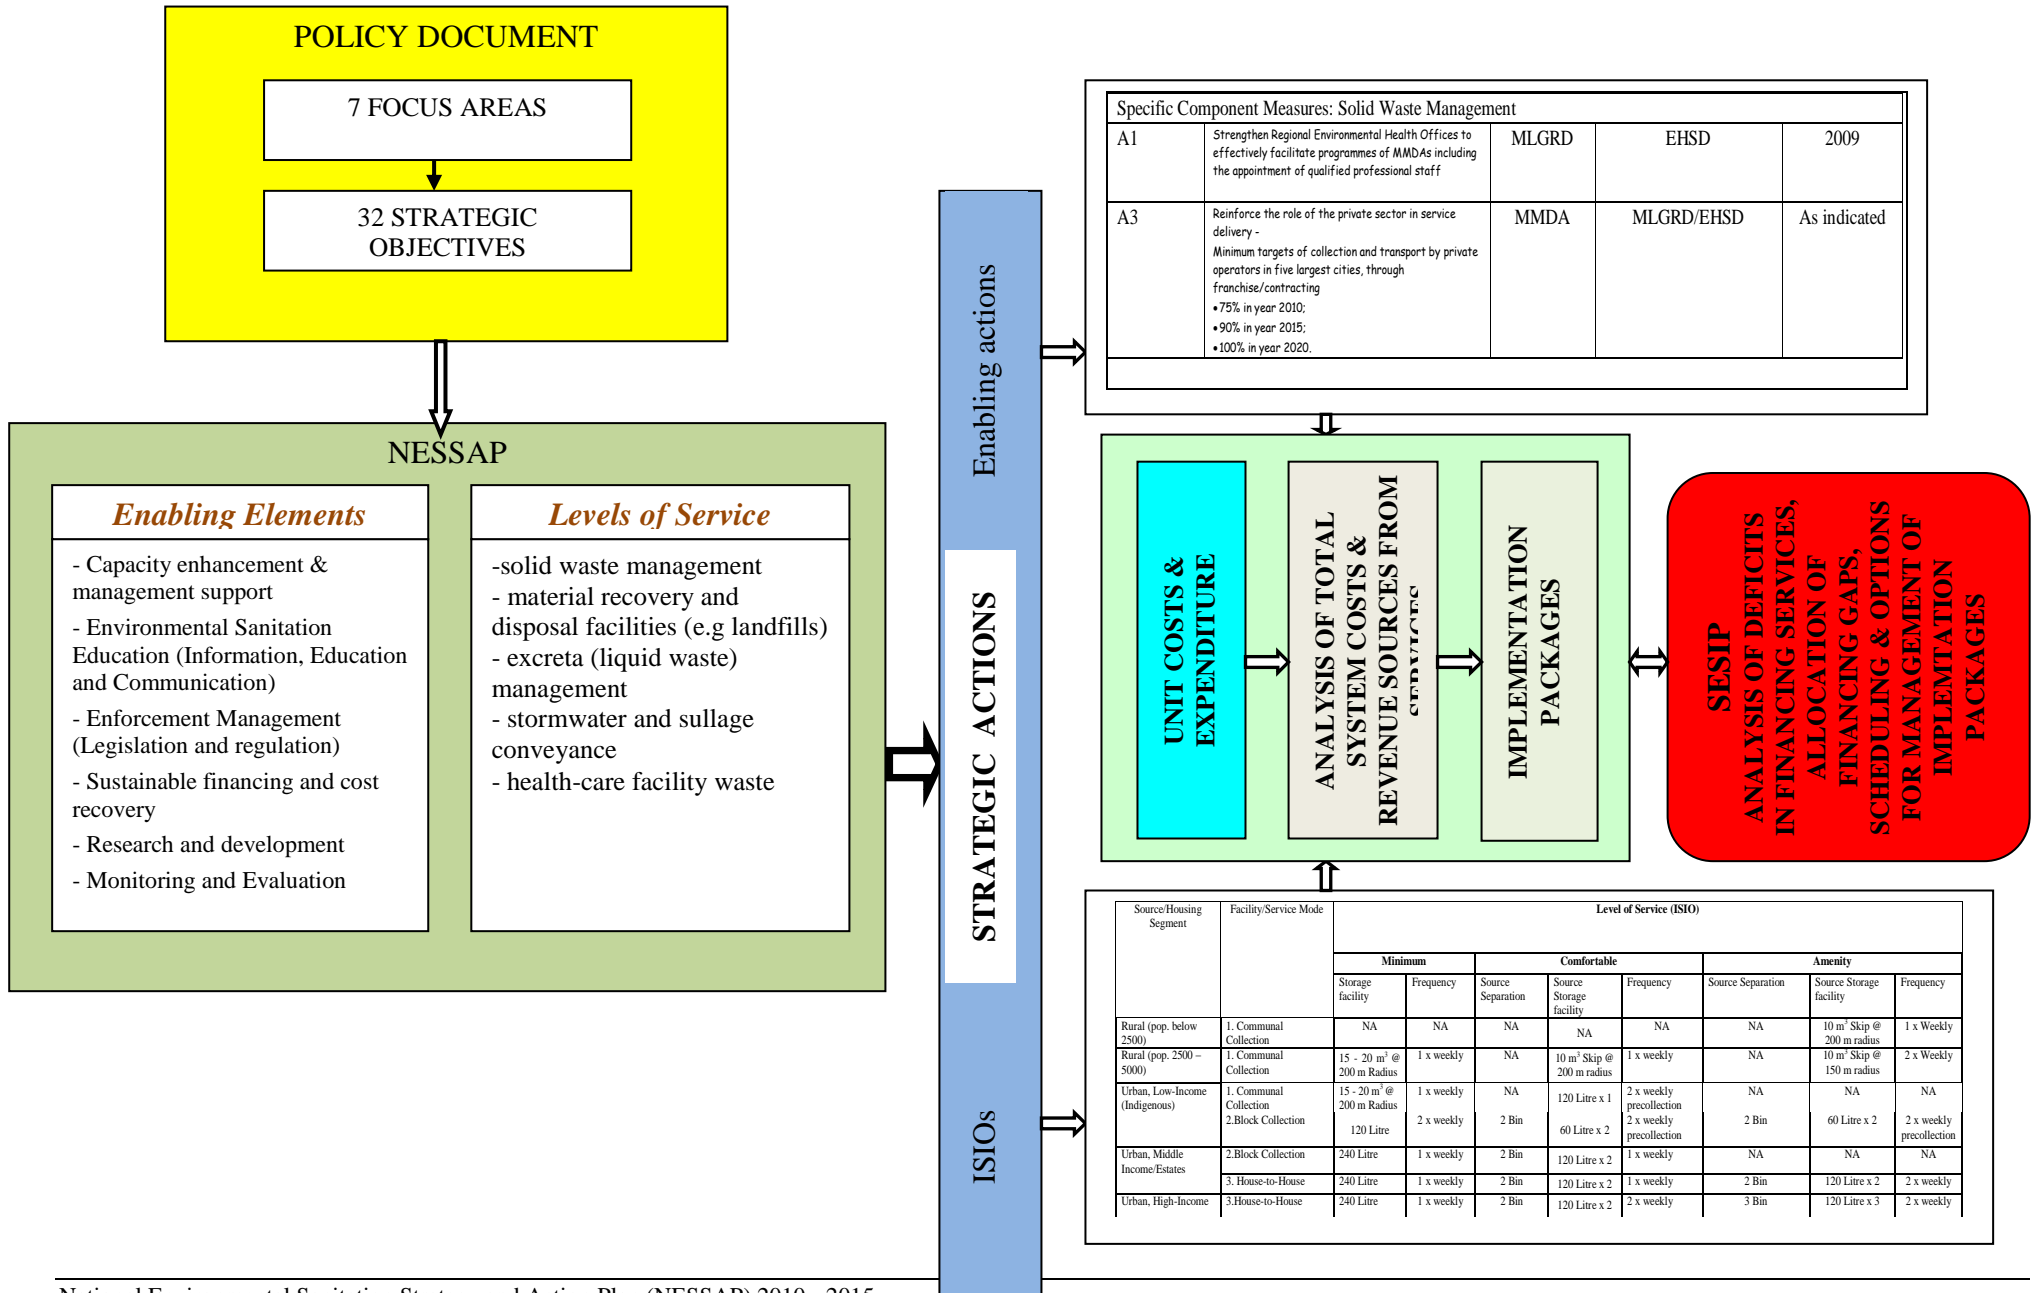 POLICY DOCUMENT
7 FOCUS AREAS
32 STRATEGIC
OBJECTIVES
NESSAP
Enabling Elements
- Capacity enhancement &
management support
- Environmental Sanitation
Education (Information, Education
and Communication)
- Enforcement Management
(Legislation and regulation)
- Sustainable financing and cost
recovery
- Research and development
- Monitoring and Evaluation
Levels of Service
-solid waste management
- material recovery and
disposal facilities (e.g landfills)
- excreta (liquid waste)
management
- stormwater and sullage
conveyance
- health-care facility waste
Enabling actions
STRATEGIC ACTIONS
ISIOs
Specific Component Measures: Solid Waste Management
A1
Strengthen Regional Environmental Health Offices to
effectively facilitate programmes of MMDAs including
the appointment of qualified professional staff
MLGRD
EHSD
2009
A3
Reinforce the role of the private sector in service
delivery -
Minimum targets of collection and transport by private
operators in five largest cities, through
franchise/contracting
•75% in year 2010;
•90% in year 2015;
•100% in year 2020.
MMDA
MLGRD/EHSD
As indicated
UNIT COSTS &
EXPENDITURE
ANALYSIS OF TOTAL
SYSTEM COSTS &
REVENUE SOURCES FROM
SERVICES
IMPLEMENTATION
PACKAGES
SESIP
ANALYSIS OF DEFICITS
IN FINANCING SERVICES,
ALLOCATION OF
FINANCING GAPS,
SCHEDULING & OPTIONS
FOR MANAGEMENT OF
IMPLEMTATION
PACKAGES
Source/Housing
Segment
Facility/Service Mode
Level of Service (ISIO)
Minimum
Comfortable
Amenity
Storage
facility
Frequency
Source
Separation
Source
Storage
facility
Frequency
Source Separation
Source Storage
facility
Frequency
Rural (pop. below
2500)
1. Communal
Collection
NA
NA
NA
NA
NA
NA
10 m³ Skip @
200 m radius
1 x Weekly
Rural (pop. 2500 –
5000)
1. Communal
Collection
15 - 20 m³ @
200 m Radius
1 x weekly
NA
10 m³ Skip @
200 m radius
1 x weekly
NA
10 m³ Skip @
150 m radius
2 x Weekly
Urban, Low-Income
(Indigenous)
1. Communal
Collection
15 - 20 m³ @
200 m Radius
1 x weekly
NA
120 Litre x 1
2 x weekly
precollection
NA
NA
NA
2.Block Collection
120 Litre
2 x weekly
2 Bin
60 Litre x 2
2 x weekly
precollection
2 Bin
60 Litre x 2
2 x weekly
precollection
Urban, Middle
Income/Estates
2.Block Collection
240 Litre
1 x weekly
2 Bin
120 Litre x 2
1 x weekly
NA
NA
NA
3. House-to-House
240 Litre
1 x weekly
2 Bin
120 Litre x 2
1 x weekly
2 Bin
120 Litre x 2
2 x weekly
Urban, High-Income
3.House-to-House
240 Litre
1 x weekly
2 Bin
120 Litre x 2
2 x weekly
3 Bin
120 Litre x 3
2 x weekly
National Environmental Sanitation Strategy and Action Plan (NESSAP) 2010 - 2015